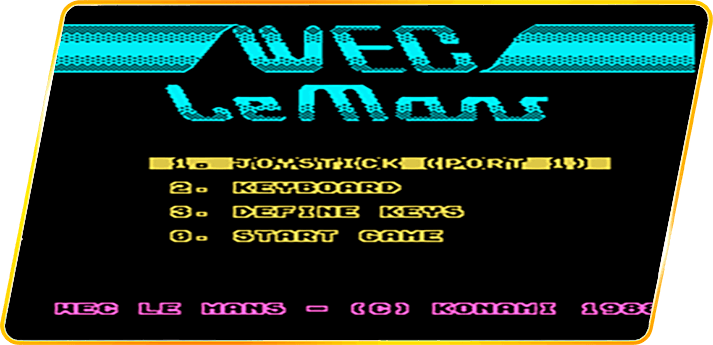 WEC
Le Mans
1. JOYSTICK (PORT 1)
2. KEYBOARD
3. DEFINE KEYS
0. START GAME
WEC LE MANS - (C) KONAMI 1988